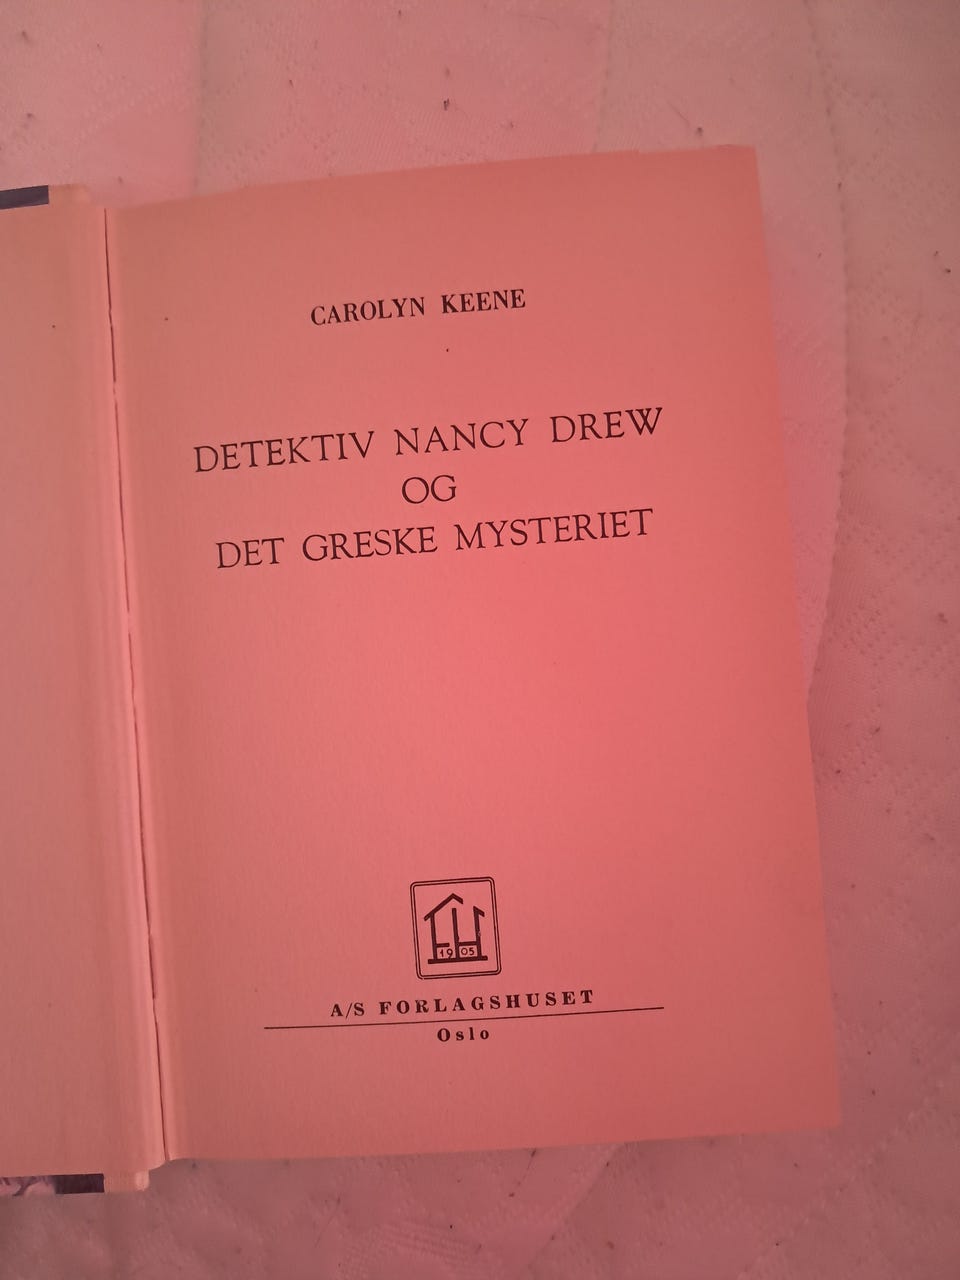 CAROLYN KEENE
DETEKTIV NANCY DREW
OG
DET GRESKE MYSTERIET
1905
A/S FORLAGSHUSET
Oslo